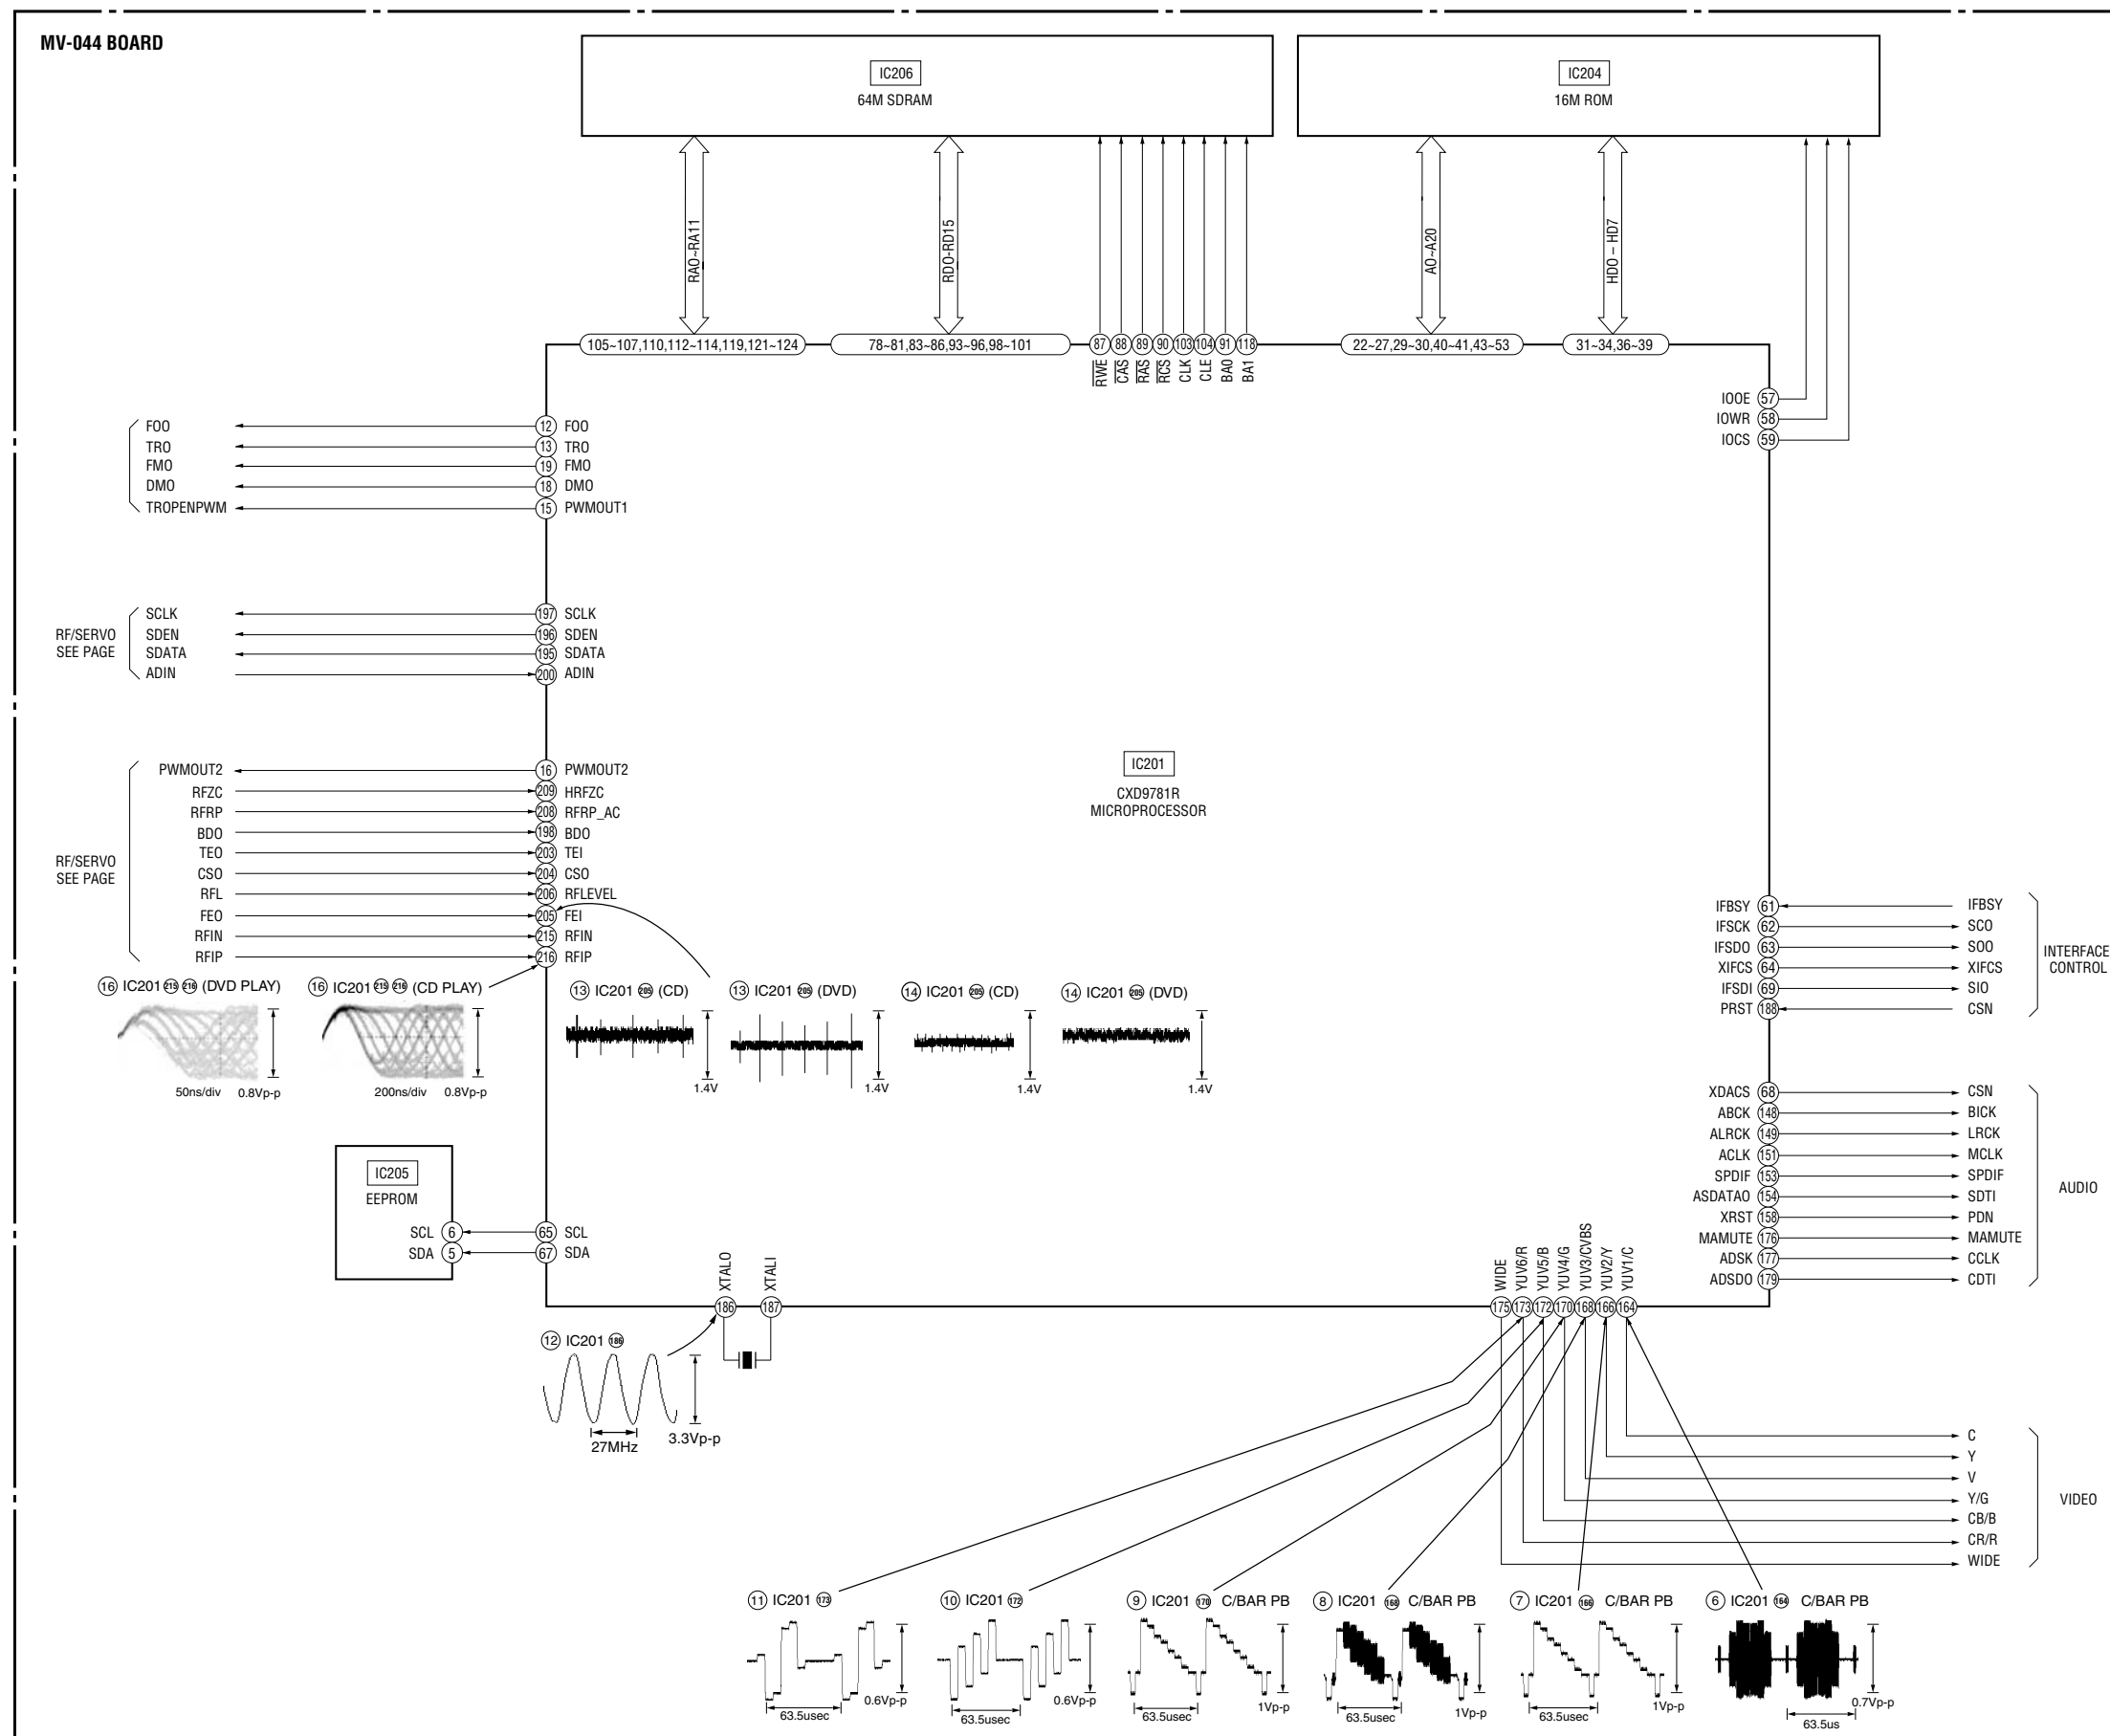 MV-044 BOARD
IC206
64M SDRAM
IC204
16M ROM
RAO~RA11
RDO-RD15
AO~A20
HDO – HD7
105~107,110,112~114,119,121~124
78~81,83~86,93~96,98~101
87 88 89 90 103 104 91 118
22~27,29~30,40~41,43~53
31~34,36~39
RWE CAS RAS RCS CLK CLE BA0 BA1
IOOE 57
IOWR 58
IOCS 59
FOO 12 FOO
TRO 13 TRO
FMO 19 FMO
DMO 18 DMO
TROPENPWM 15 PWMOUT1
RF/SERVO
SEE PAGE
SCLK 197 SCLK
SDEN 196 SDEN
SDATA 195 SDATA
ADIN 200 ADIN
IC201
CXD9781R
MICROPROCESSOR
RF/SERVO
SEE PAGE
PWMOUT2 16 PWMOUT2
RFZC 209 HRFZC
RFRP 208 RFRP_AC
BDO 198 BDO
TEO 203 TEI
CSO 204 CSO
RFL 206 RFLEVEL
FEO 205 FEI
RFIN 215 RFIN
RFIP 216 RFIP
IFBSY 61 IFBSY
IFSCK 62 SCO
IFSDO 63 SOO
XIFCS 64 XIFCS
IFSDI 69 SIO
PRST 188 CSN
INTERFACE
CONTROL
16 IC201 215 216 (DVD PLAY)
50ns/div 0.8Vp-p
16 IC201 215 216 (CD PLAY)
200ns/div 0.8Vp-p
13 IC201 205 (CD)
1.4V
13 IC201 205 (DVD)
1.4V
14 IC201 205 (CD)
1.4V
14 IC201 205 (DVD)
1.4V
XDACS 68 CSN
ABCK 148 BICK
ALRCK 149 LRCK
ACLK 151 MCLK
SPDIF 153 SPDIF
ASDATAO 154 SDTI
XRST 158 PDN
MAMUTE 176 MAMUTE
ADSK 177 CCLK
ADSDO 179 CDTI
AUDIO
IC205
EEPROM
SCL 6 65 SCL
SDA 5 67 SDA
XTALO XTALI
186 187
WIDE YUV6/R YUV5/B YUV4/G YUV3/CVBS YUV2/Y YUV1/C
175 173 172 170 168 166 164
12 IC201 186
27MHz 3.3Vp-p
C
Y
V
Y/G
CB/B
CR/R
WIDE
VIDEO
11 IC201 173
0.6Vp-p
63.5usec
10 IC201 172
0.6Vp-p
63.5usec
9 IC201 170 C/BAR PB
1Vp-p
63.5usec
8 IC201 168 C/BAR PB
1Vp-p
63.5usec
7 IC201 166 C/BAR PB
1Vp-p
63.5usec
6 IC201 164 C/BAR PB
0.7Vp-p
63.5us